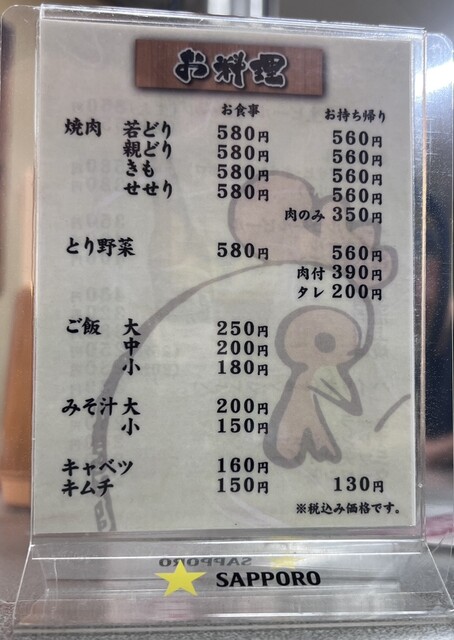 お料理
お食事 お持ち帰り
焼肉 若どり 580円 560円
親どり 580円 560円
きも 580円 560円
せせり 580円 560円
肉のみ 350円
とり野菜 580円 560円
肉付 390円
タレ 200円
ご飯 大 250円
中 200円
小 180円
みそ汁 大 200円
小 150円
キャベツ 160円
キムチ 150円 130円
※税込み価格です。
SAPPORO
SAPPORO